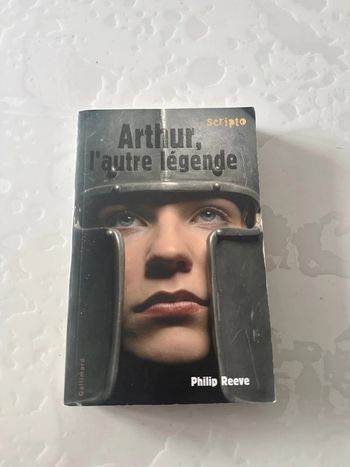 Scripto
Arthur,
l'autre légende
Gallimard
Philip Reeve